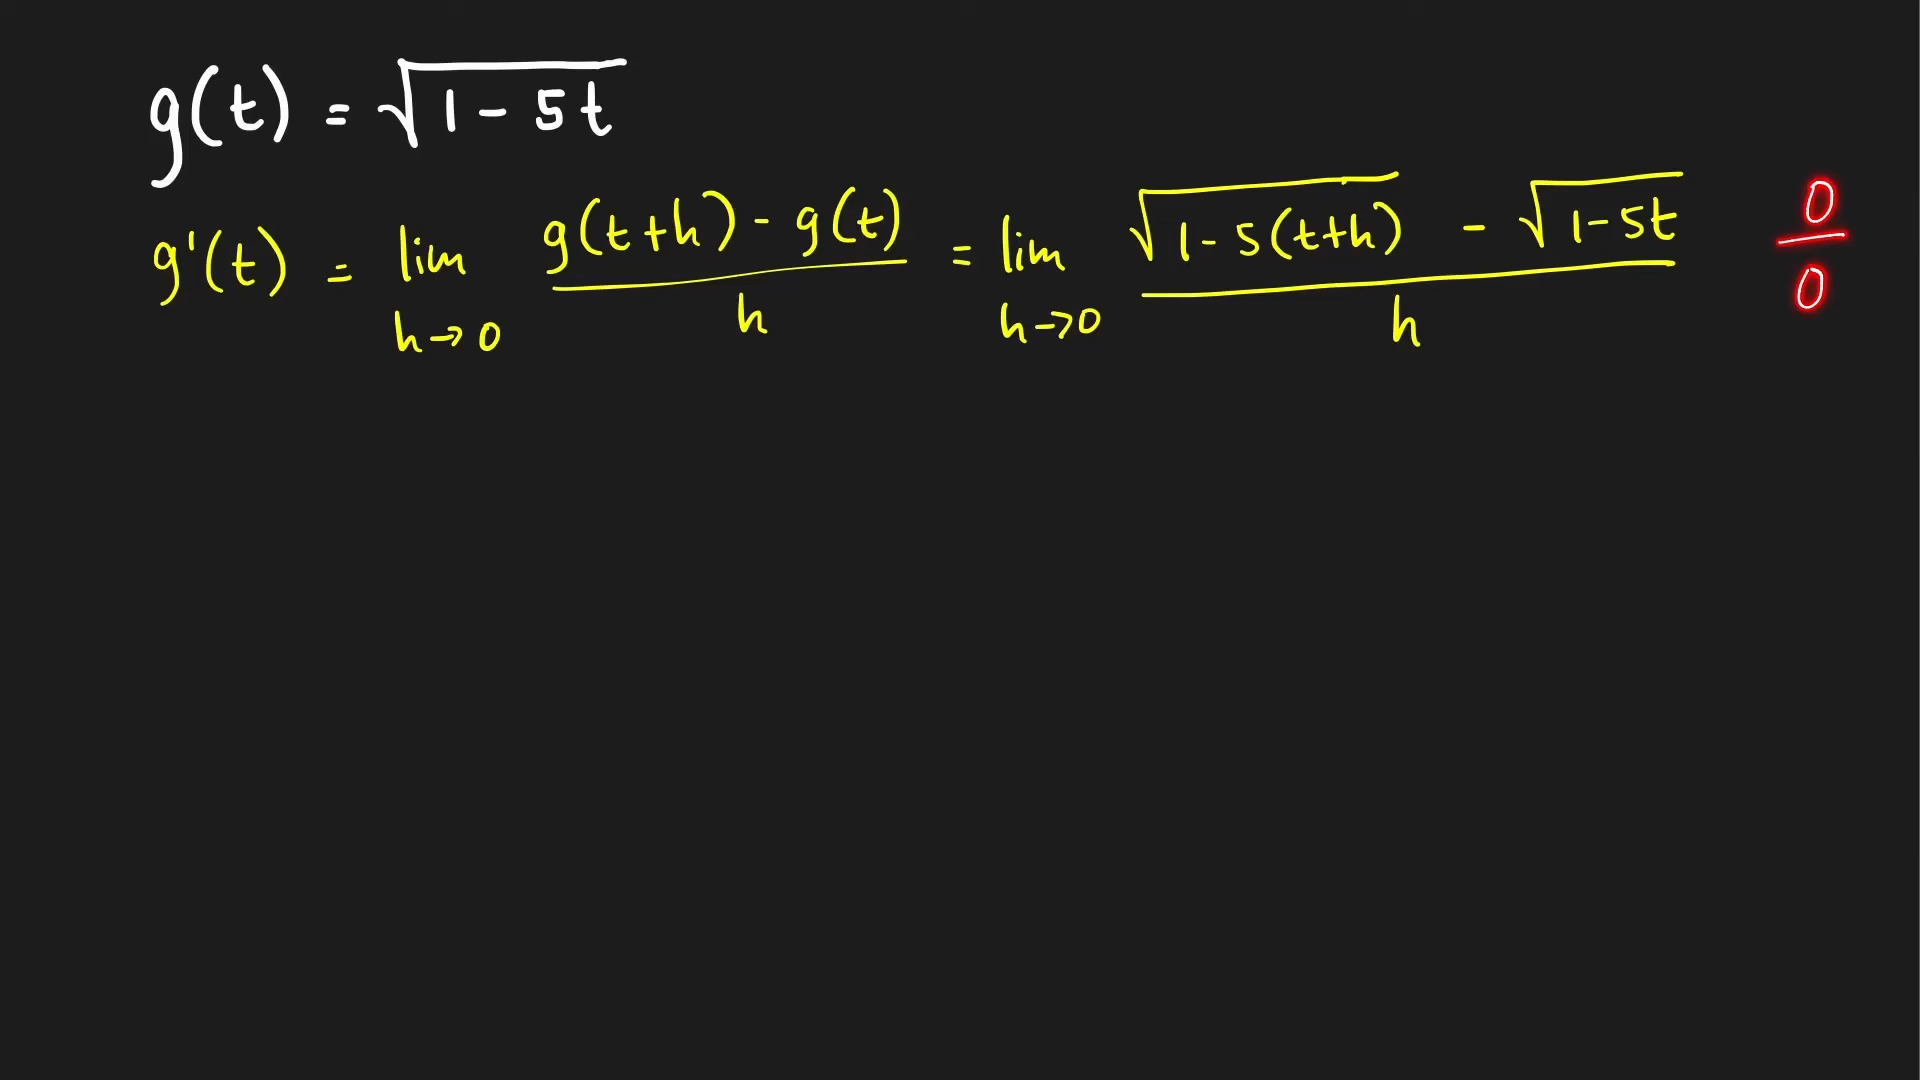 g(t) = √(1 - 5t)
g'(t) = lim h→0 (g(t+h) - g(t))/h = lim h→0 (√(1 - 5(t+h)) - √(1 - 5t))/h 0/0